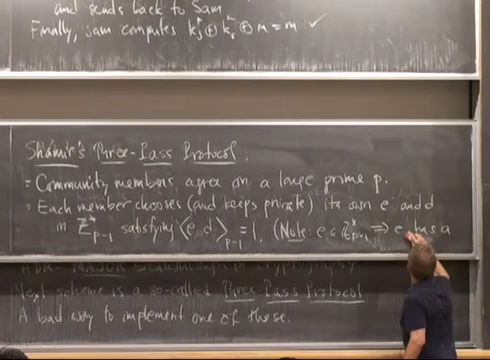 and sends back to Sam
Finally, Sam computes k_s ⊕ k_r ⊕ m = m ✓
Shamir's Three-Pass Protocol.
- Community members agree on a large prime p.
- Each member chooses (and keeps private) its own e and d
in Z*_{p-1} satisfying ⟨e d⟩_{p-1} = 1. (Note: e ∈ Z*_{p-1} ⟹ e has a
Next scheme is a so-called Three-Pass Protocol
A bad way to implement one of these.